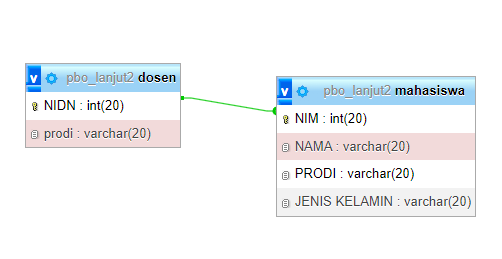 v pbo_lanjut2 dosen
NIDN : int(20)
prodi : varchar(20)
v pbo_lanjut2 mahasiswa
NIM : int(20)
NAMA : varchar(20)
PRODI : varchar(20)
JENIS KELAMIN : varchar(20)